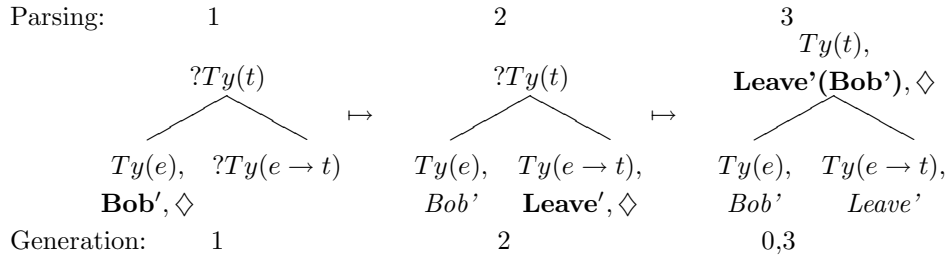 Parsing: 1 2 3
Ty(t),
?Ty(t) ?Ty(t) Leave'(Bob'), ♢
↦ ↦
Ty(e), ?Ty(e → t) Ty(e), Ty(e → t), Ty(e), Ty(e → t),
Bob′, ♢ Bob' Leave′, ♢ Bob' Leave'
Generation: 1 2 0,3